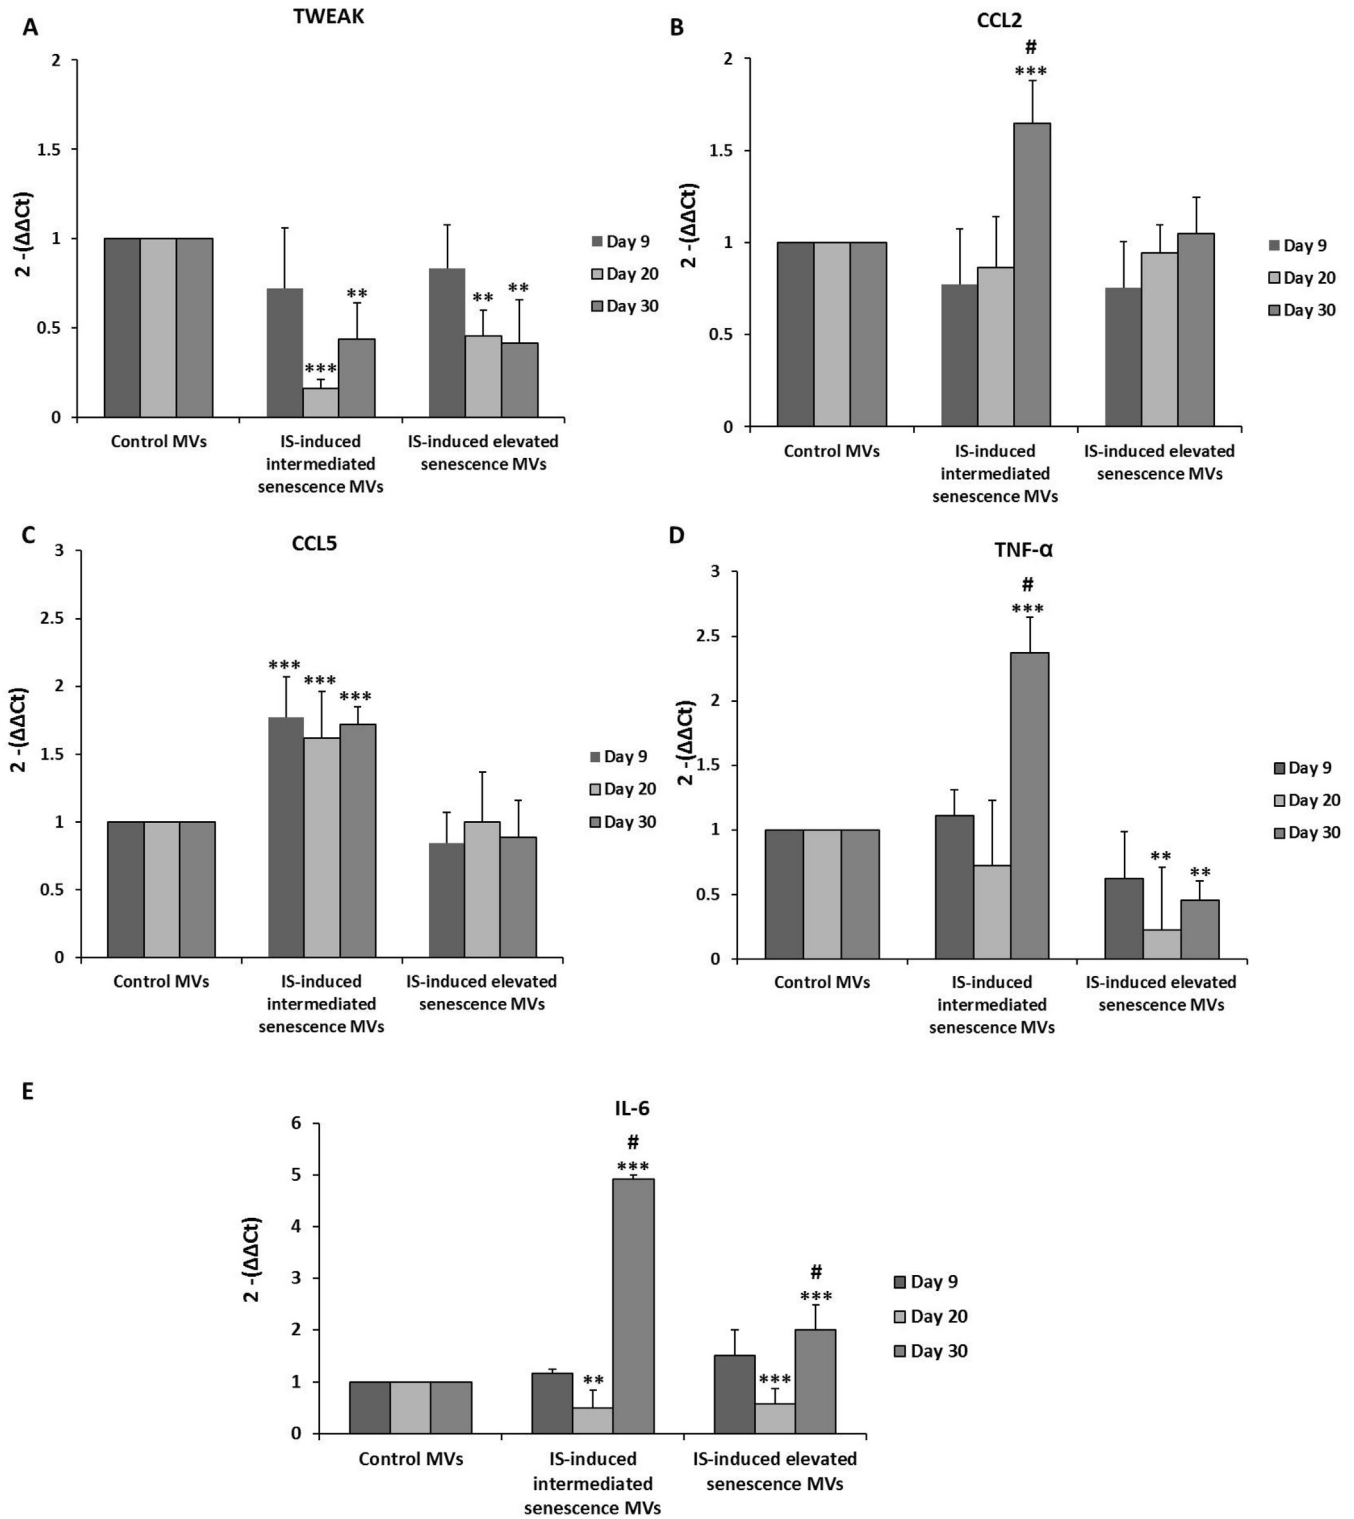 A
TWEAK
2
1.5
1
0.5
0
2 -(ΔΔCt)
***
**
**
**
Control MVs
IS-induced
intermediated
senescence MVs
IS-induced elevated
senescence MVs
Day 9
Day 20
Day 30
B
CCL2
2
1.5
1
0.5
0
2 -(ΔΔCt)
#
***
Control MVs
IS-induced
intermediated
senescence MVs
IS-induced elevated
senescence MVs
Day 9
Day 20
Day 30
C
CCL5
3
2.5
2
1.5
1
0.5
0
2 -(ΔΔCt)
***
***
***
Control MVs
IS-induced
intermediated
senescence MVs
IS-induced elevated
senescence MVs
Day 9
Day 20
Day 30
D
TNF-α
3
2.5
2
1.5
1
0.5
0
2 -(ΔΔCt)
#
***
**
**
Control MVs
IS-induced
intermediated
senescence MVs
IS-induced elevated
senescence MVs
Day 9
Day 20
Day 30
E
IL-6
6
5
4
3
2
1
0
2 -(ΔΔCt)
**
#
***
***
#
***
Control MVs
IS-induced
intermediated
senescence MVs
IS-induced elevated
senescence MVs
Day 9
Day 20
Day 30